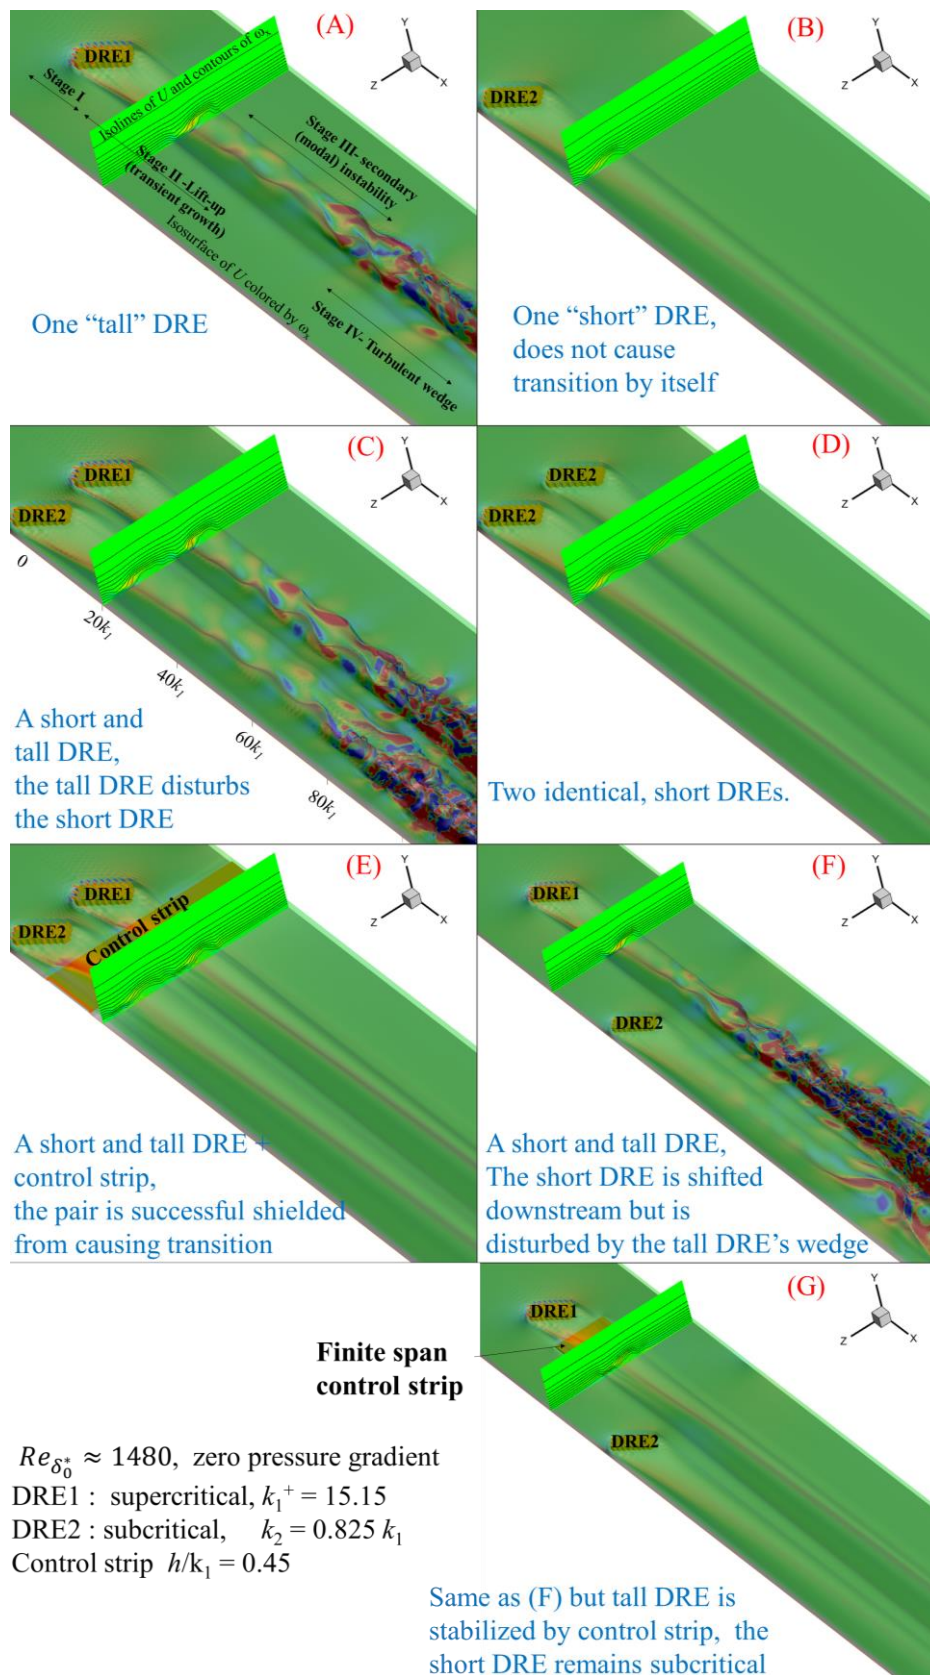 (A)
DRE1
Y
Z
X
Stage I
Isolines of U and contours of ωx
Stage II -Lift-up
(transient growth)
Stage III- secondary
(modal) instability
Isosurface of U colored by ωx
Stage IV- Turbulent wedge
One “tall” DRE
(B)
DRE2
Y
Z
X
One “short” DRE,
does not cause
transition by itself
(C)
DRE1
DRE2
Y
Z
X
0
20k1
40k1
60k1
80k1
A short and
tall DRE,
the tall DRE disturbs
the short DRE
(D)
DRE2
DRE2
Y
Z
X
Two identical, short DREs.
(E)
DRE1
DRE2
Control strip
Y
Z
X
A short and tall DRE +
control strip,
the pair is successful shielded
from causing transition
(F)
DRE1
DRE2
Y
Z
X
A short and tall DRE,
The short DRE is shifted
downstream but is
disturbed by the tall DRE’s wedge
(G)
DRE1
DRE2
Y
Z
X
Finite span
control strip
Reδ*0 ≈ 1480, zero pressure gradient
DRE1 : supercritical, k1+ = 15.15
DRE2 : subcritical, k2 = 0.825 k1
Control strip h/k1 = 0.45
Same as (F) but tall DRE is
stabilized by control strip, the
short DRE remains subcritical